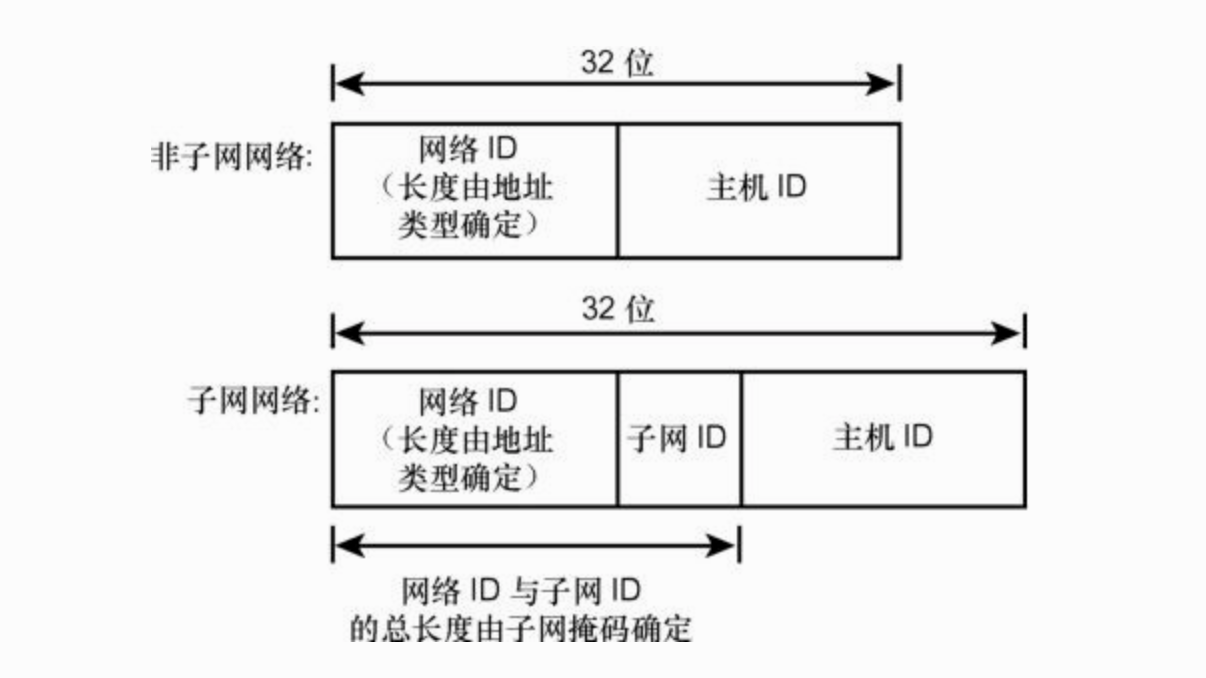 32 位
非子网网络:
网络 ID
（长度由地址
类型确定）
主机 ID
32 位
子网网络:
网络 ID
（长度由地址
类型确定）
子网 ID
主机 ID
网络 ID 与子网 ID
的总长度由子网掩码确定